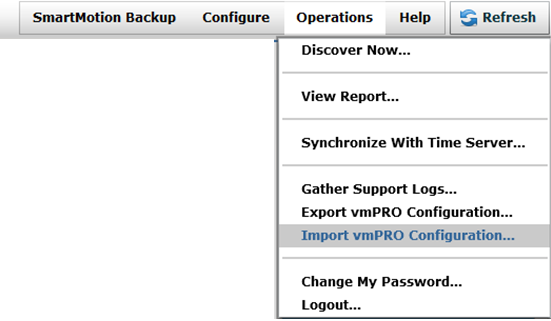 SmartMotion Backup Configure Operations Help Refresh
Discover Now...
View Report...
Synchronize With Time Server...
Gather Support Logs...
Export vmPRO Configuration...
Import vmPRO Configuration...
Change My Password...
Logout...